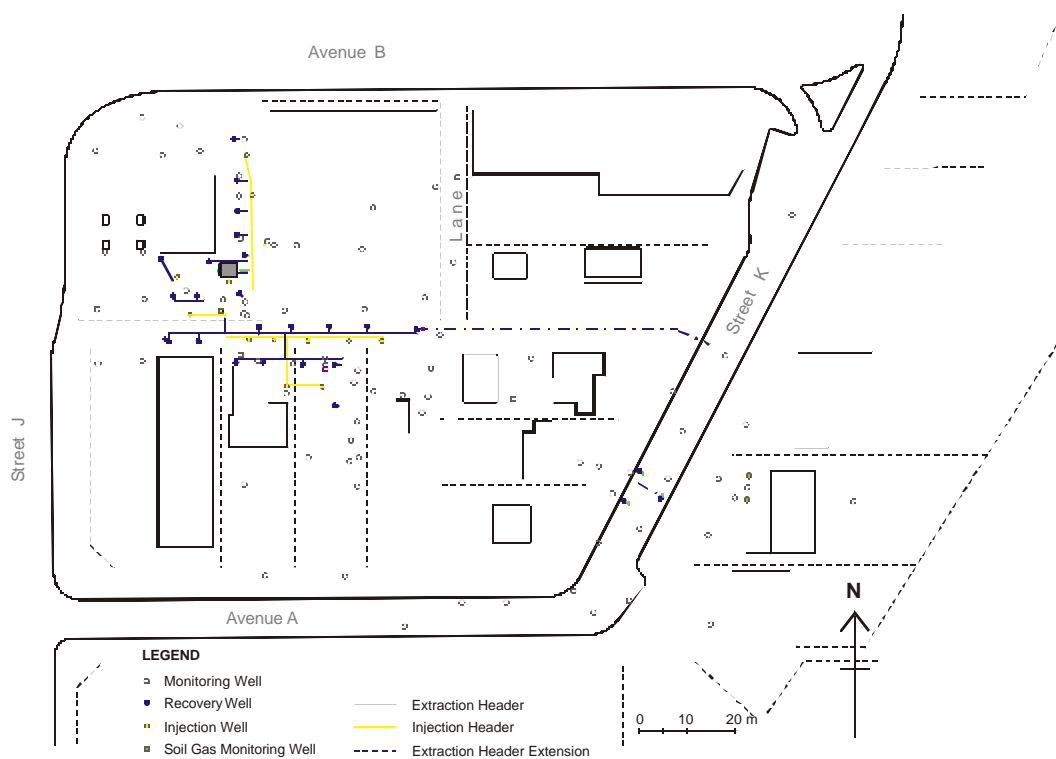 Avenue B
Lane
Street K
E
Street J
N
Avenue A
LEGEND
Monitoring Well
Recovery Well
Extraction Header
Injection Well
Injection Header
Soil Gas Monitoring Well
Extraction Header Extension
0 10 20 m